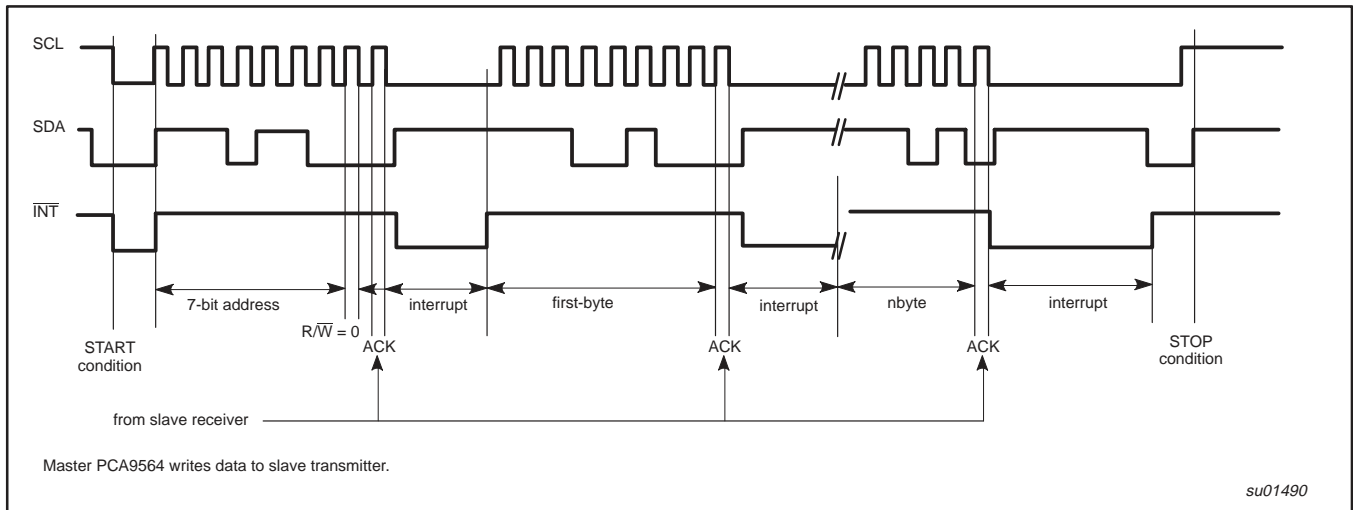 SCL
SDA
INT
7-bit address
interrupt
first-byte
interrupt
nbyte
interrupt
R/W = 0
START
condition
ACK
ACK
ACK
STOP
condition
from slave receiver
Master PCA9564 writes data to slave transmitter.
su01490